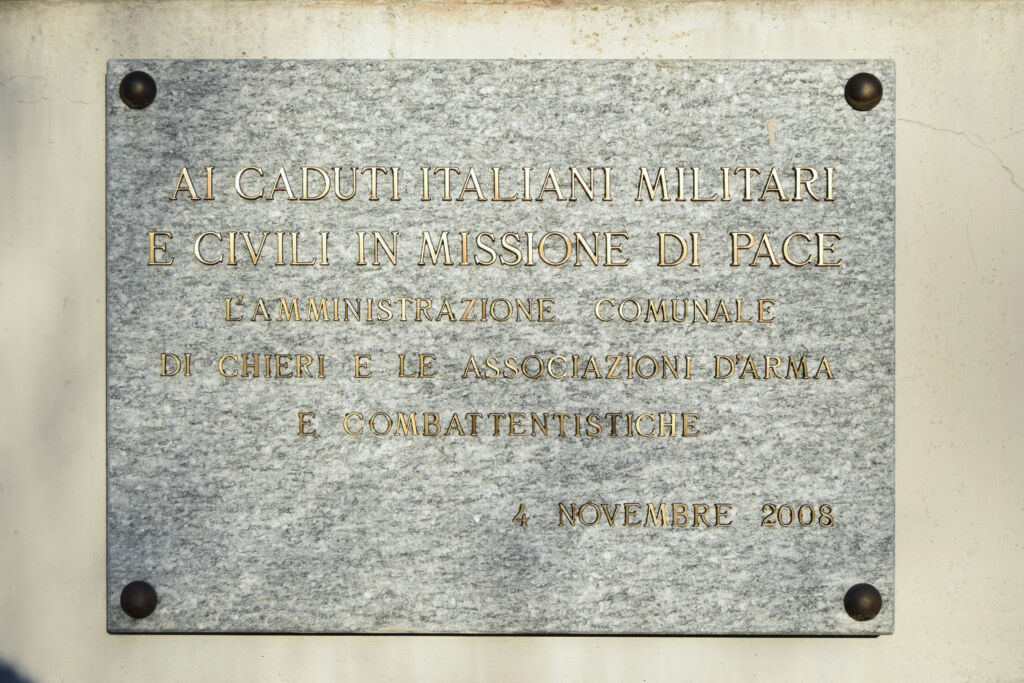 AI CADUTI ITALIANI MILITARI
E CIVILI IN MISSIONE DI PACE
L'AMMINISTRAZIONE COMUNALE
DI CHIERI E LE ASSOCIAZIONI D'ARMA
E COMBATTENTISTICHE
4 NOVEMBRE 2008